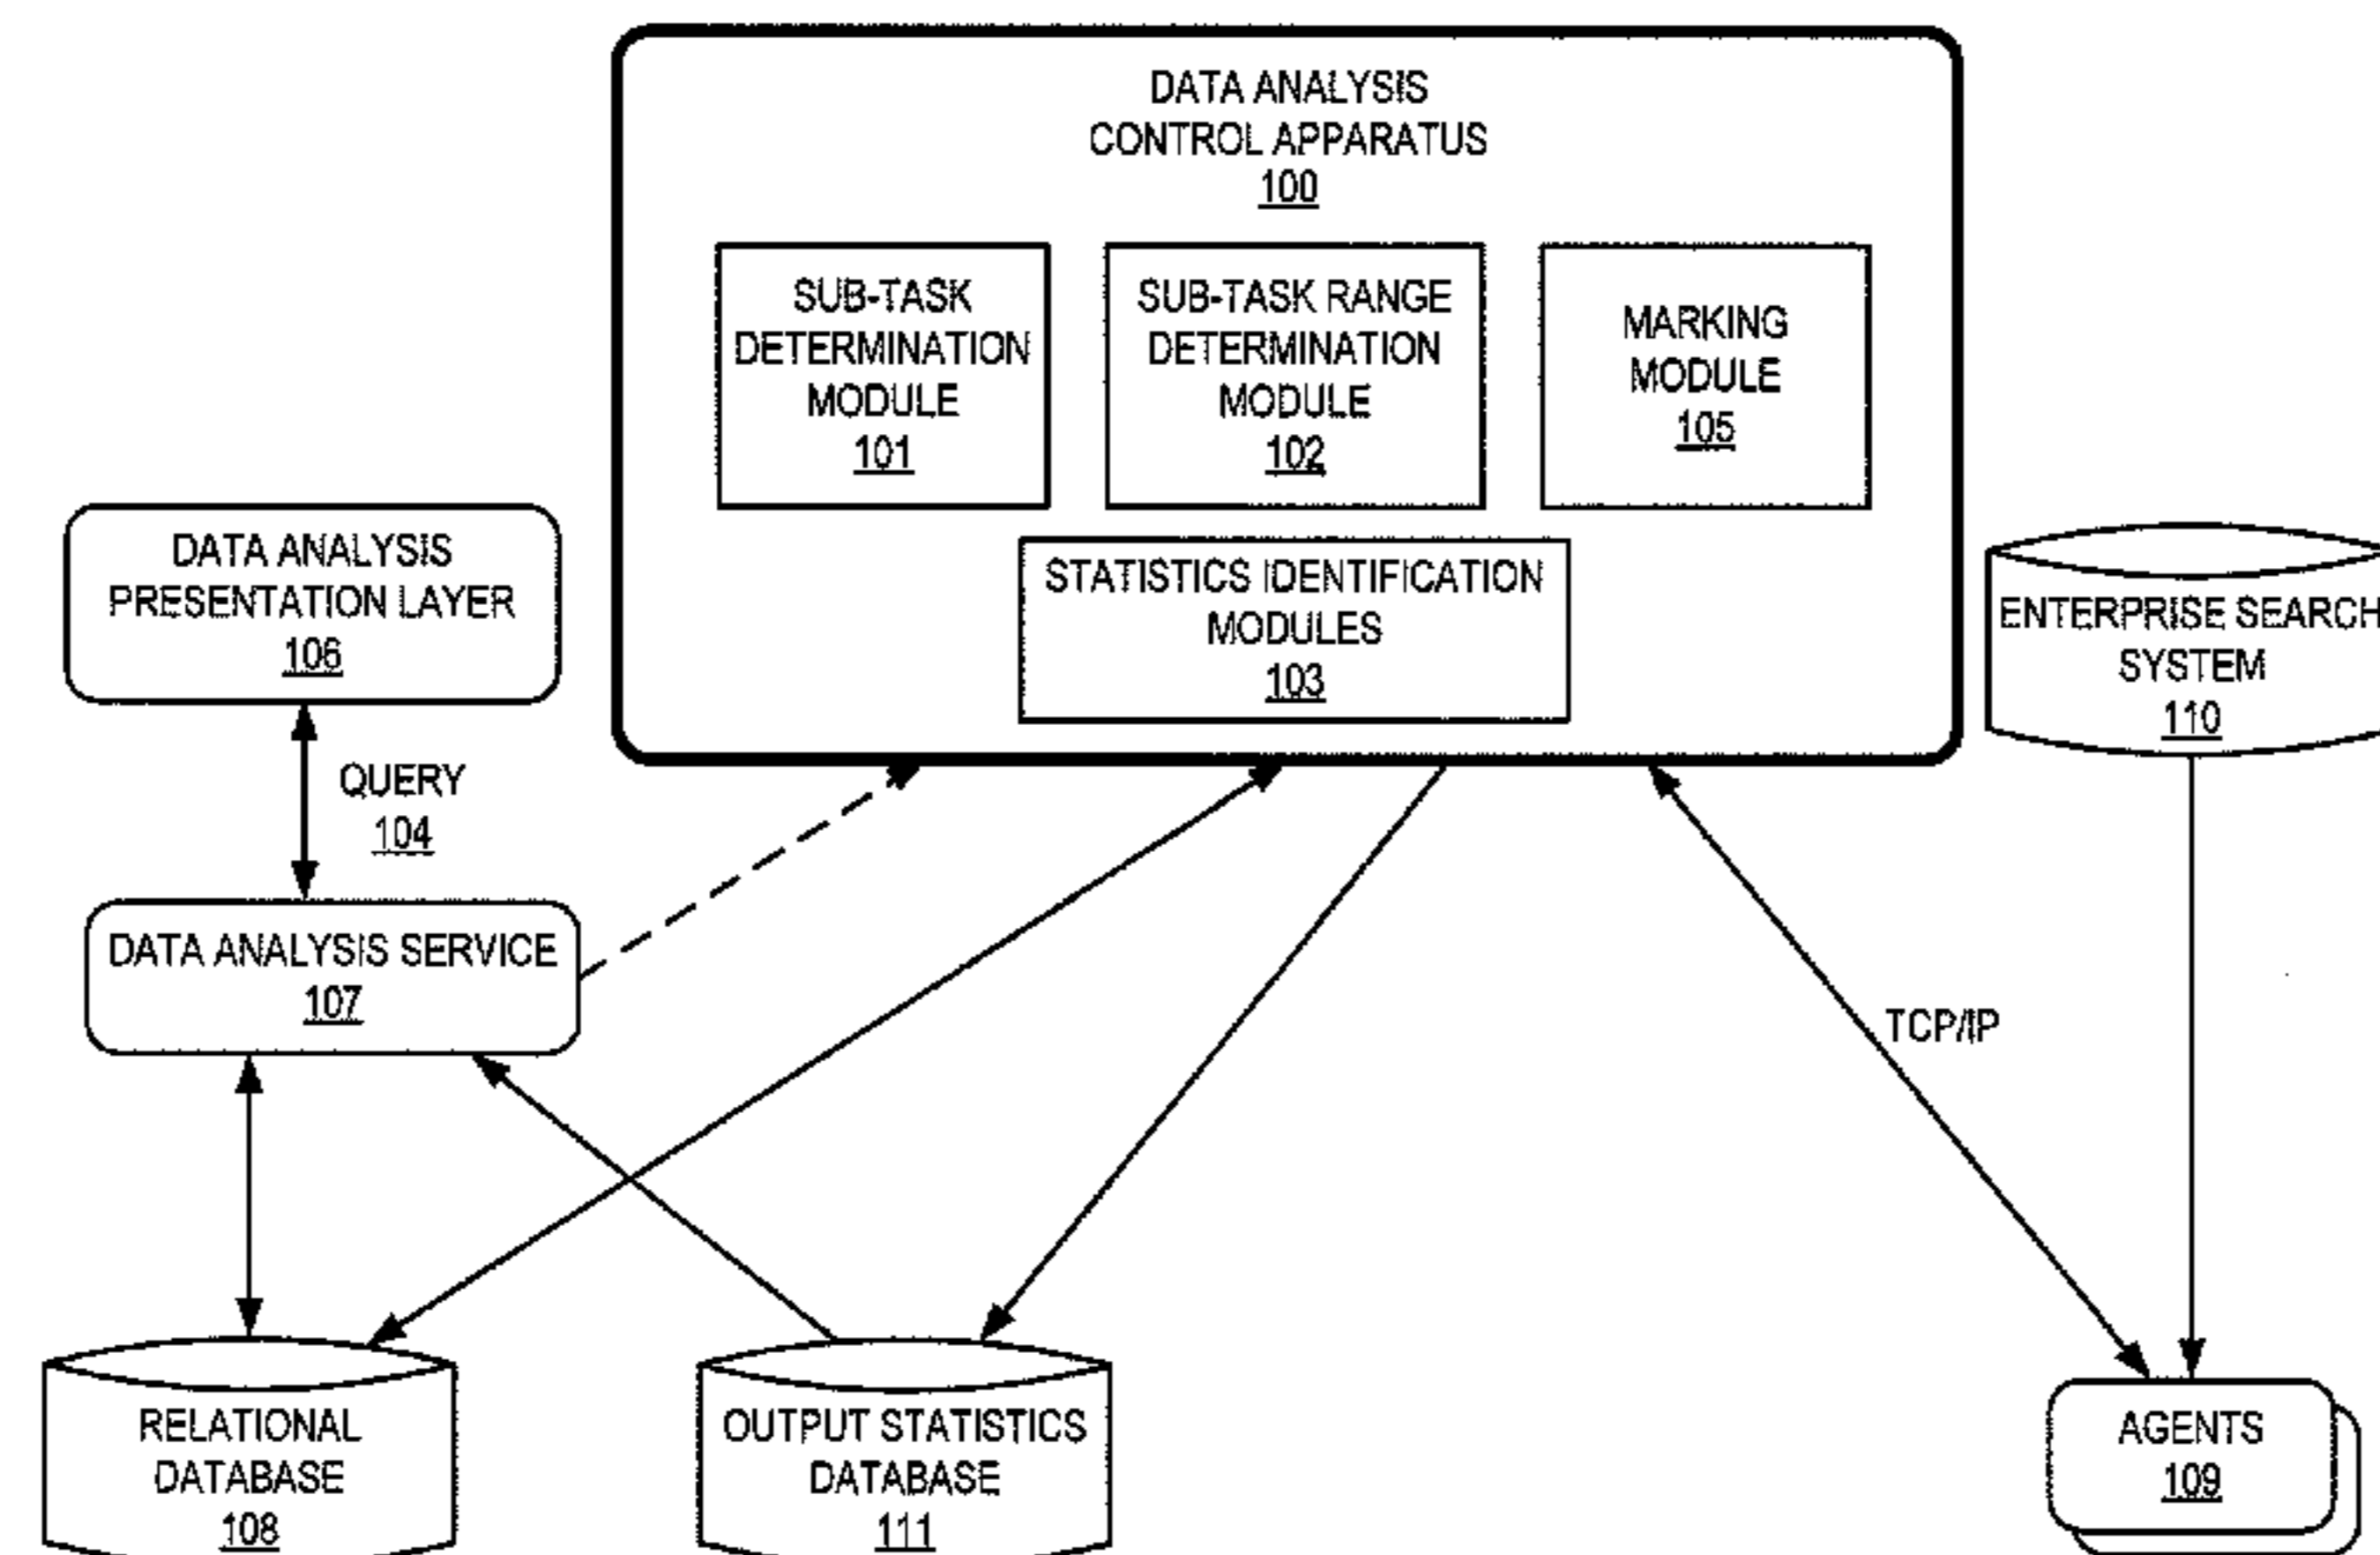 DATA ANALYSIS
CONTROL APPARATUS
100
SUB-TASK
DETERMINATION
MODULE
101
SUB-TASK RANGE
DETERMINATION
MODULE
102
MARKING
MODULE
105
STATISTICS IDENTIFICATION
MODULES
103
DATA ANALYSIS
PRESENTATION LAYER
106
ENTERPRISE SEARCH
SYSTEM
110
QUERY
104
DATA ANALYSIS SERVICE
107
TCP/IP
RELATIONAL
DATABASE
108
OUTPUT STATISTICS
DATABASE
111
AGENTS
109